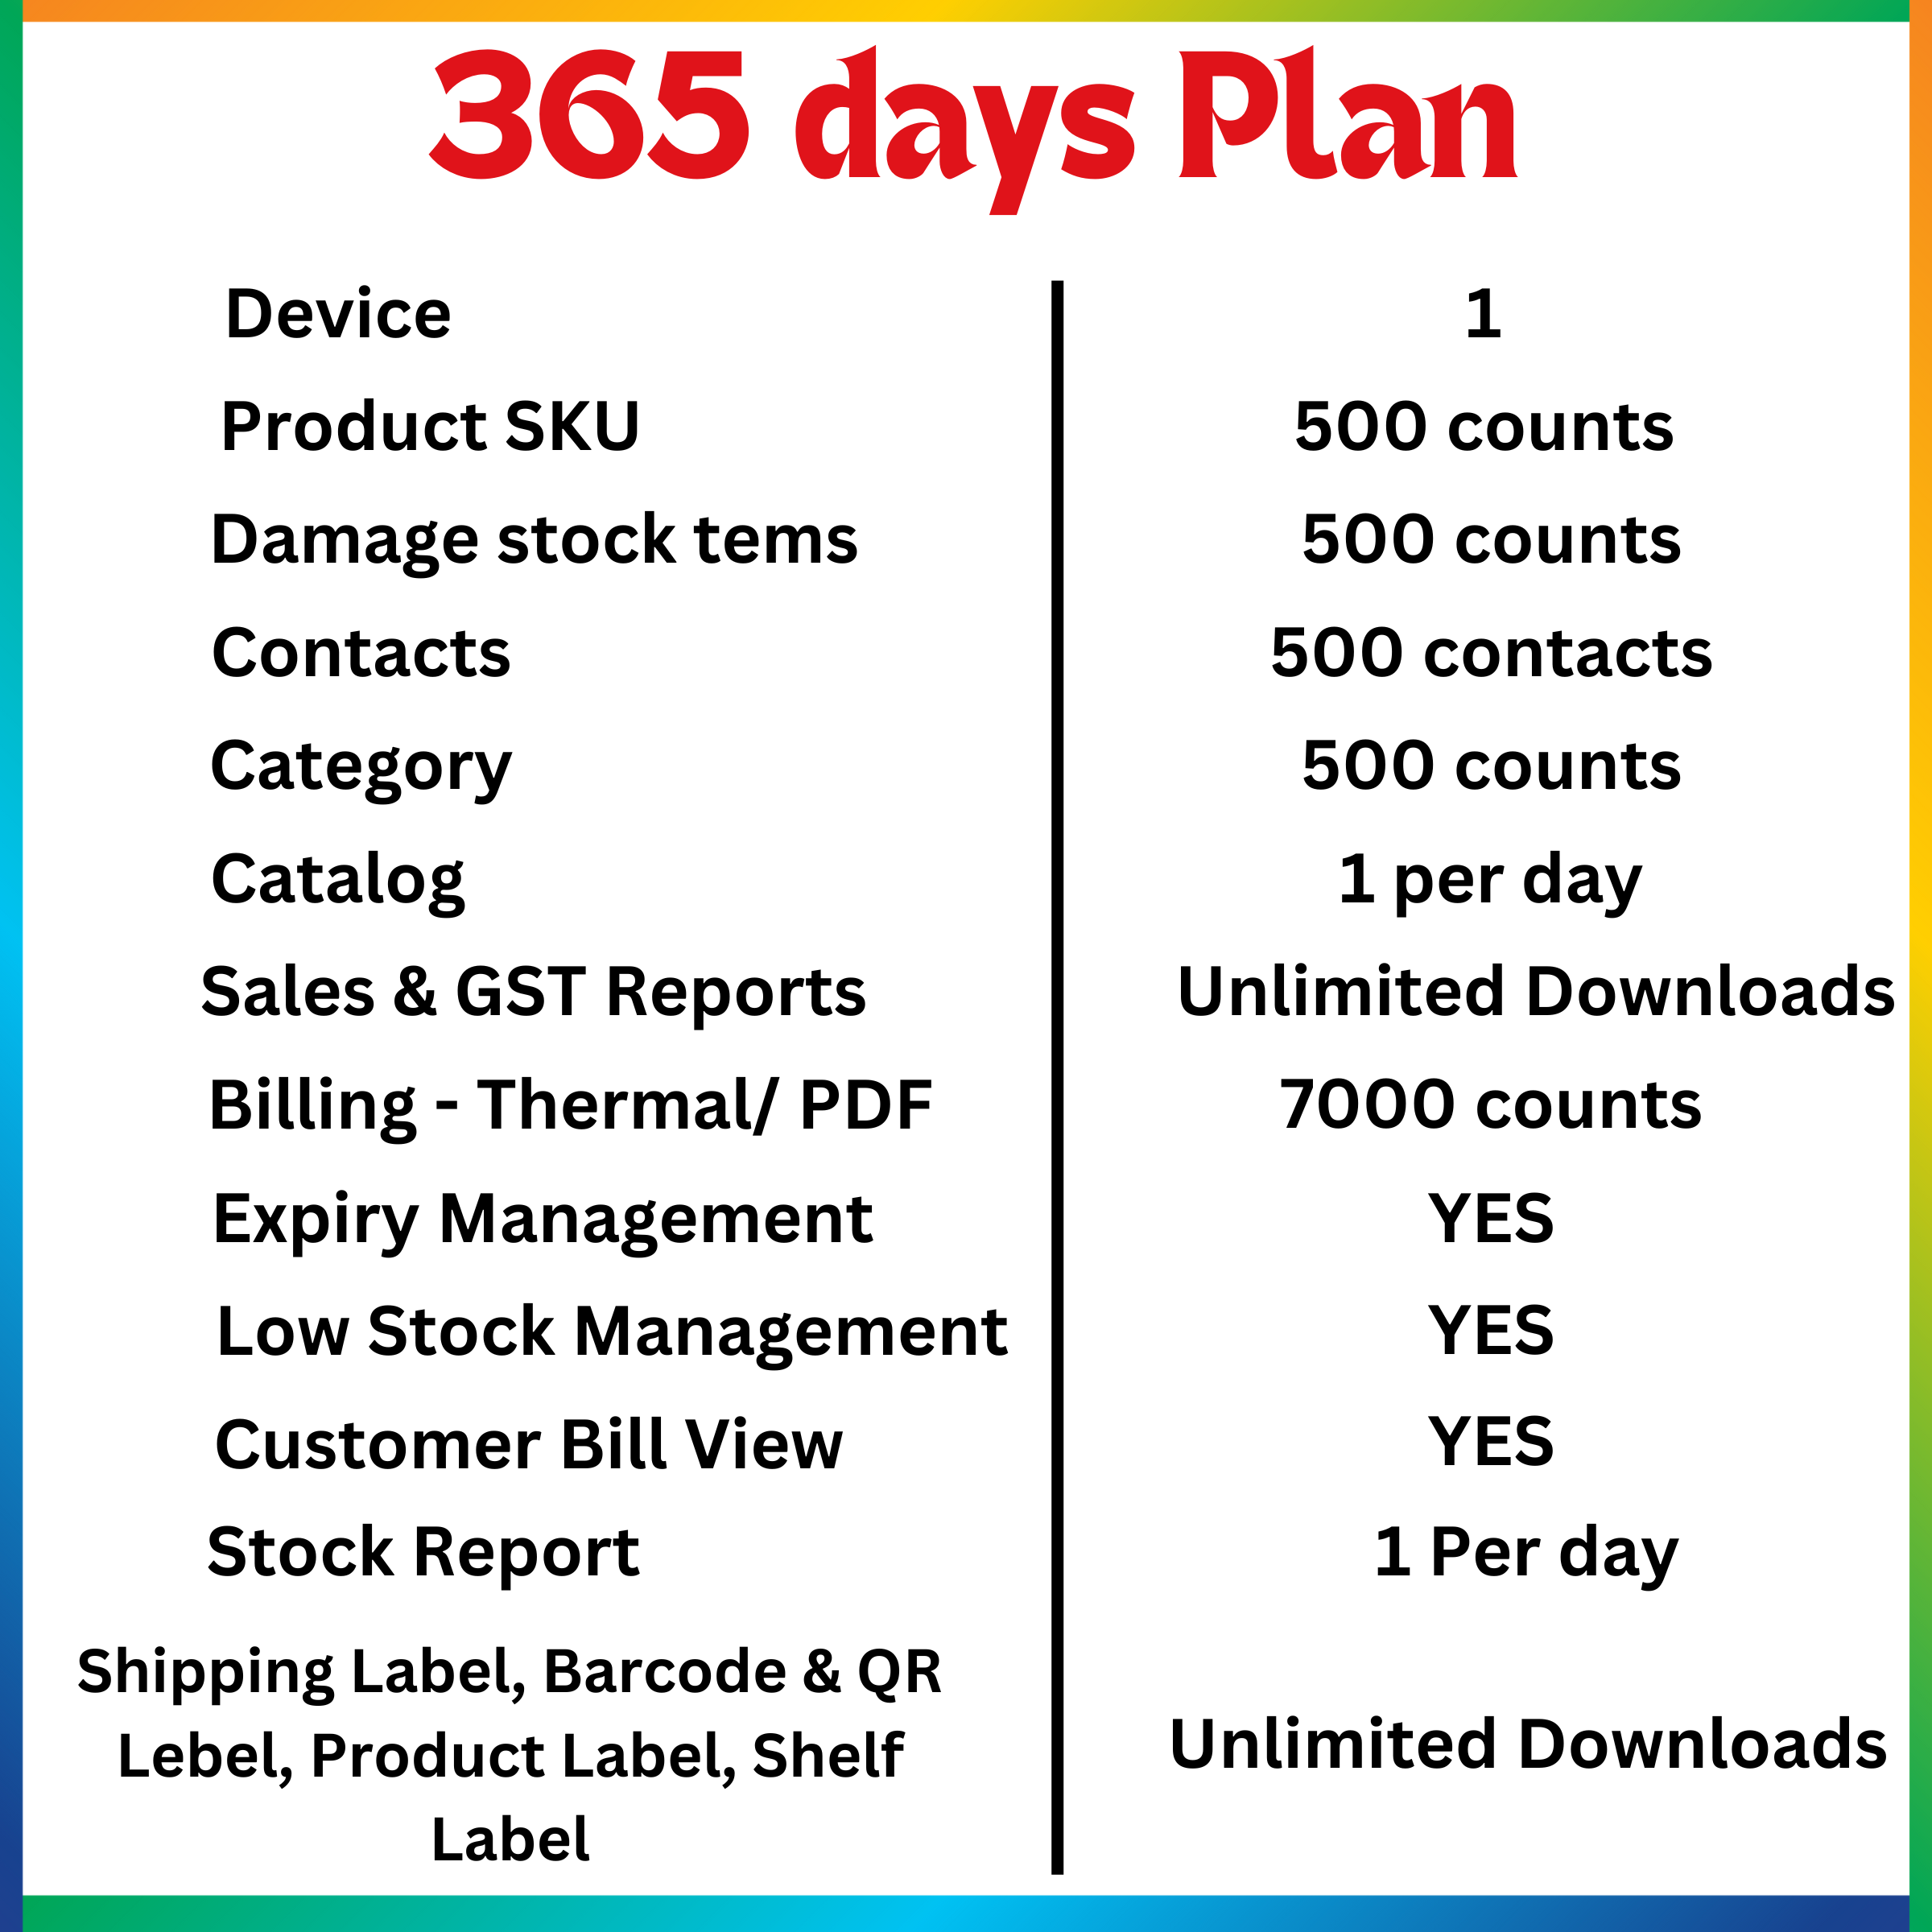 365 days Plan
Device 1
Product SKU 500 counts
Damage stock tems 500 counts
Contacts 500 contacts
Category 500 counts
Catalog 1 per day
Sales & GST Reports Unlimited Downloads
Billing - Thermal/ PDF 7000 counts
Expiry Management YES
Low Stock Management YES
Customer Bill View YES
Stock Report 1 Per day
Shipping Label, Barcode & QR
Lebel, Product Label, Shelf
Label
Unlimited Downloads